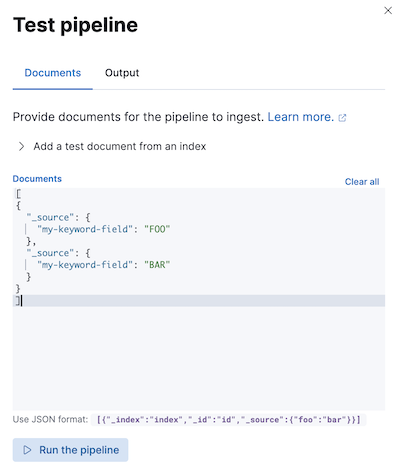 Test pipeline
Documents
Output
Provide documents for the pipeline to ingest. Learn more.
Add a test document from an index
Documents
Clear all
[
{
  "_source": {
    "my-keyword-field": "FOO"
  },
  "_source": {
    "my-keyword-field": "BAR"
  }
}
]
Use JSON format: [{"_index":"index","_id":"id","_source":{"foo":"bar"}}]
Run the pipeline